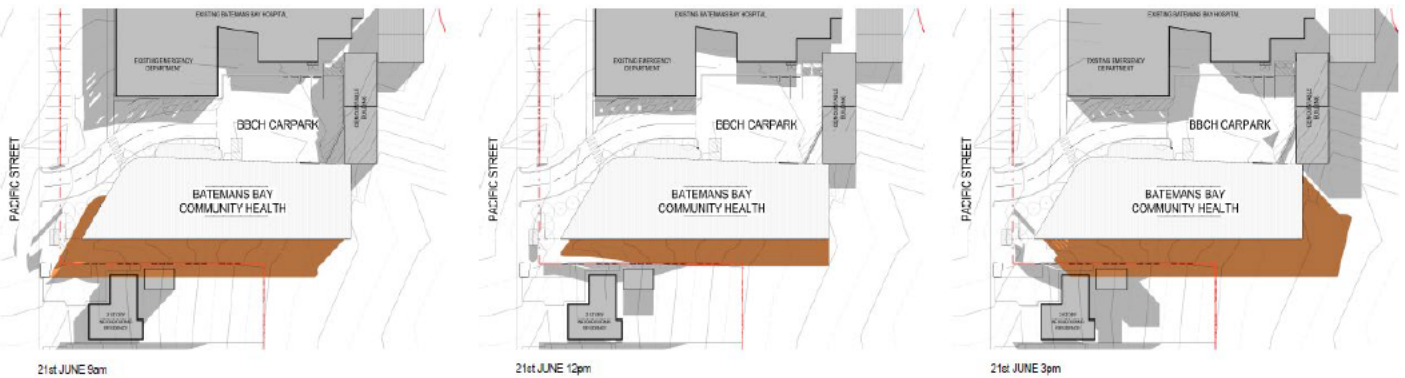 EXISTING BATEMANS BAY HOSPITAL
EXISTING EMERGENCY
DEPARTMENT
BBCH CARPARK
PACIFIC STREET
BATEMANS BAY
COMMUNITY HEALTH
21st JUNE 9am
EXISTING BATEMANS BAY HOSPITAL
EXISTING EMERGENCY
DEPARTMENT
BBCH CARPARK
PACIFIC STREET
BATEMANS BAY
COMMUNITY HEALTH
21st JUNE 12pm
EXISTING BATEMANS BAY HOSPITAL
EXISTING EMERGENCY
DEPARTMENT
BBCH CARPARK
PACIFIC STREET
BATEMANS BAY
COMMUNITY HEALTH
21st JUNE 3pm